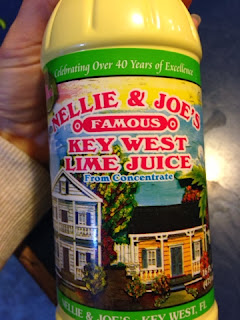 Celebrating Over 40 Years of Excellence
NELLIE & JOE'S
FAMOUS
KEY WEST
LIME JUICE
From Concentrate
NELLIE & JOE'S - KEY WEST, FL